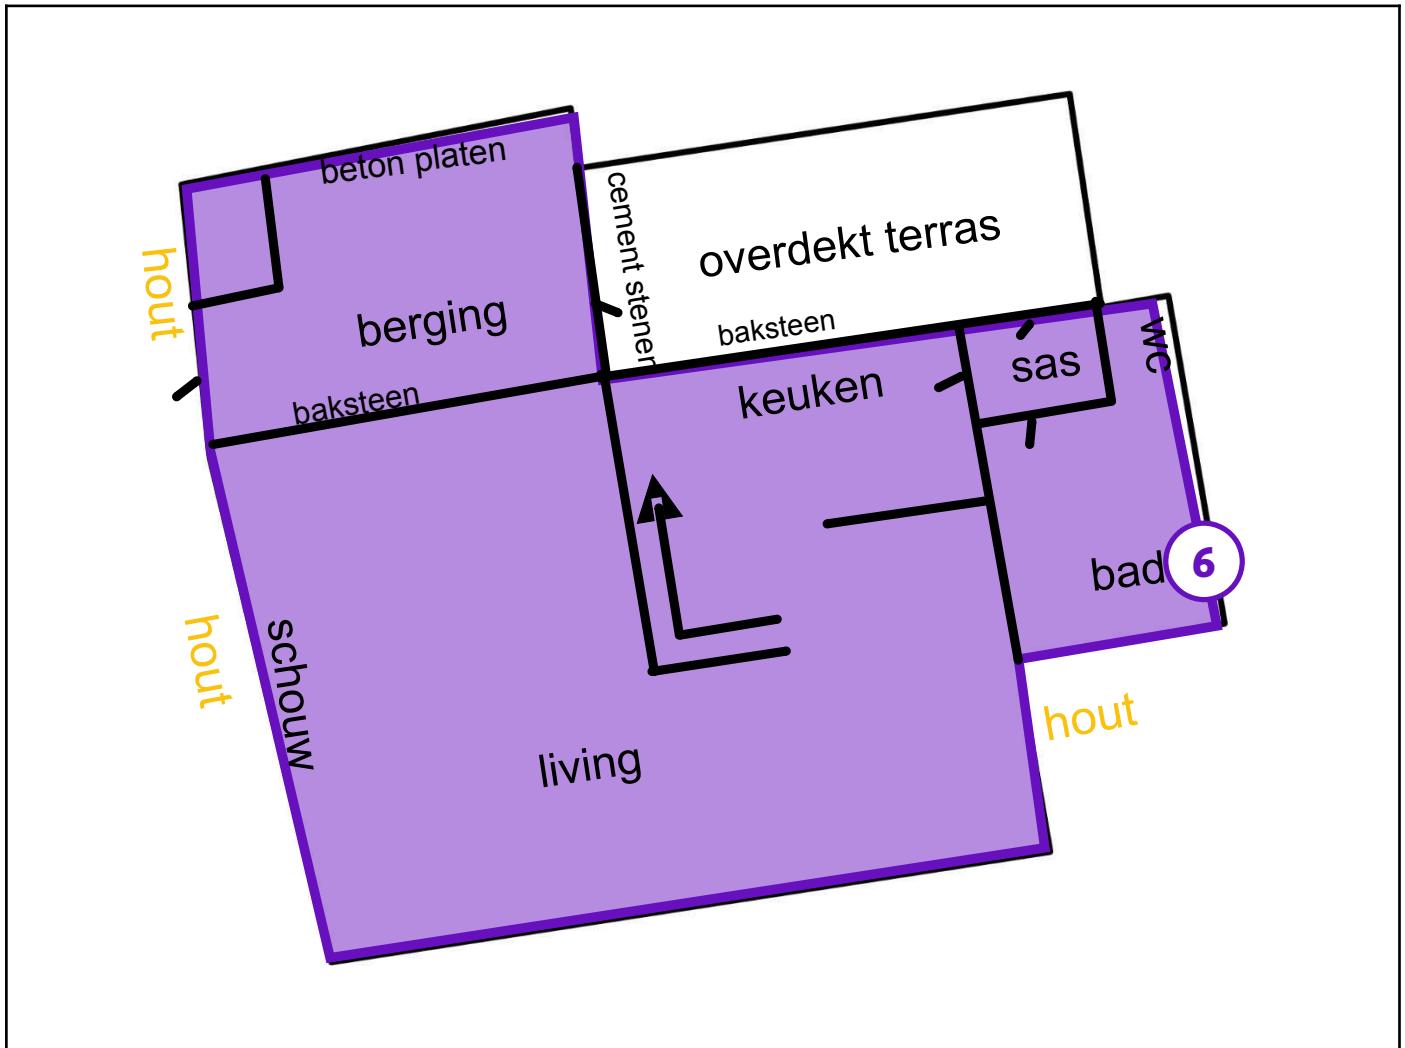 beton platen
cement stenen
overdekt terras
hout
berging
baksteen
wc
sas
keuken
baksteen
bad
6
schouw
hout
hout
living